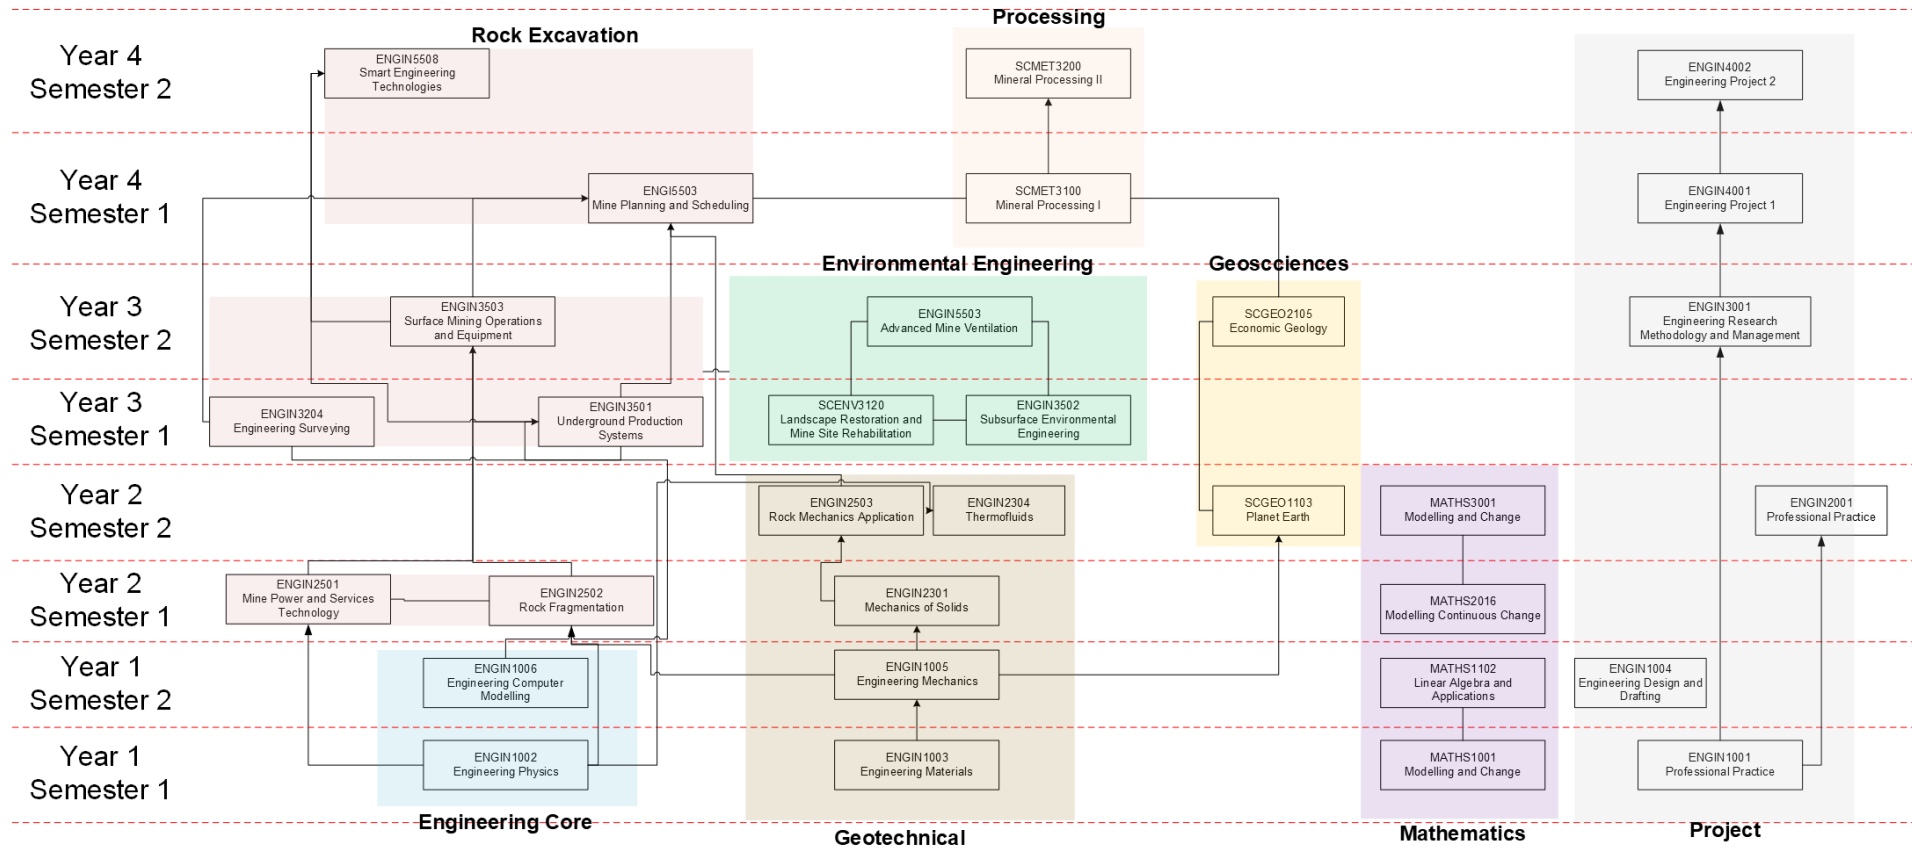 Processing
Rock Excavation
Year 4
Semester 2
ENGIN5508
Smart Engineering
Technologies
SCMET3200
Mineral Processing II
ENGIN4002
Engineering Project 2
Year 4
Semester 1
ENGI5503
Mine Planning and Scheduling
SCMET3100
Mineral Processing I
ENGIN4001
Engineering Project 1
Environmental Engineering
Geosccienсes
Year 3
Semester 2
ENGIN3503
Surface Mining Operations
and Equipment
ENGIN5503
Advanced Mine Ventilation
SCGEO2105
Economic Geology
ENGIN3001
Engineering Research
Methodology and Management
Year 3
Semester 1
ENGIN3204
Engineering Surveying
ENGIN3501
Underground Production
Systems
SCENV3120
Landscape Restoration and
Mine Site Rehabilitation
ENGIN3502
Subsurface Environmental
Engineering
Year 2
Semester 2
ENGIN2503
Rock Mechanics Application
ENGIN2304
Thermofluids
SCGEO1103
Planet Earth
MATHS3001
Modelling and Change
ENGIN2001
Professional Practice
Year 2
Semester 1
ENGIN2501
Mine Power and Services
Technology
ENGIN2502
Rock Fragmentation
ENGIN2301
Mechanics of Solids
MATHS2016
Modelling Continuous Change
Year 1
Semester 2
ENGIN1006
Engineering Computer
Modelling
ENGIN1005
Engineering Mechanics
MATHS1102
Linear Algebra and
Applications
ENGIN1004
Engineering Design and
Drafting
Year 1
Semester 1
ENGIN1002
Engineering Physics
ENGIN1003
Engineering Materials
MATHS1001
Modelling and Change
ENGIN1001
Professional Practice
Engineering Core
Geotechnical
Mathematics
Project